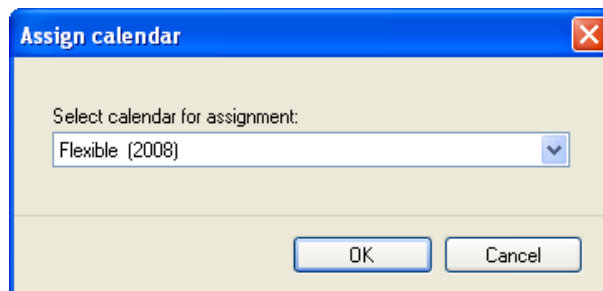 Assign calendar
Select calendar for assignment:
Flexible (2008)
OK Cancel